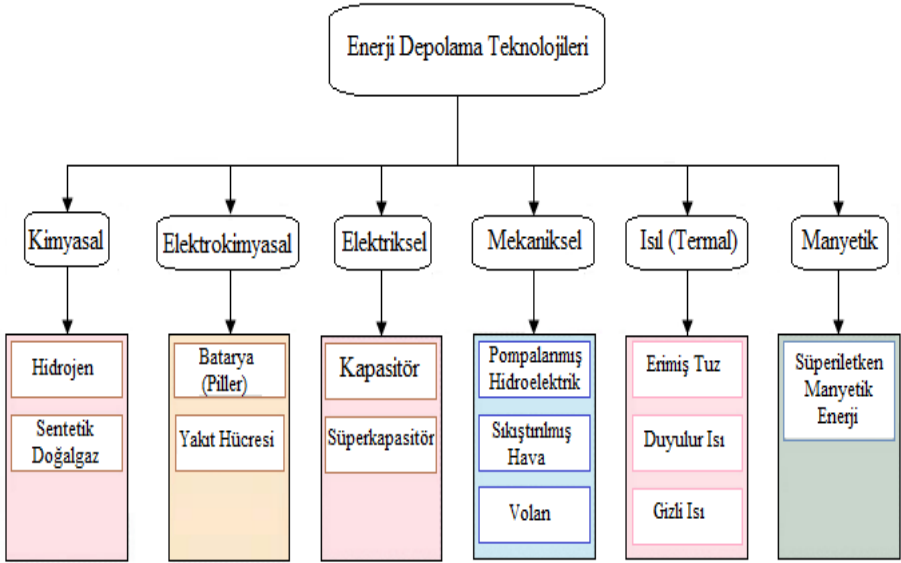 Enerji Depolama Teknolojileri
Kimyasal
Elektrokimyasal
Elektriksel
Mekaniksel
Isıl (Termal)
Manyetik
Hidrojen
Sentetik
Doğalgaz
Batarya
(Piller)
Yakıt Hücresi
Kapasitör
Süperkapasitör
Pompalanmış
Hidroelektrik
Sıkıştırılmış
Hava
Volan
Erimiş Tuz
Duyulur Isı
Gizli Isı
Süperiletken
Manyetik
Enerji